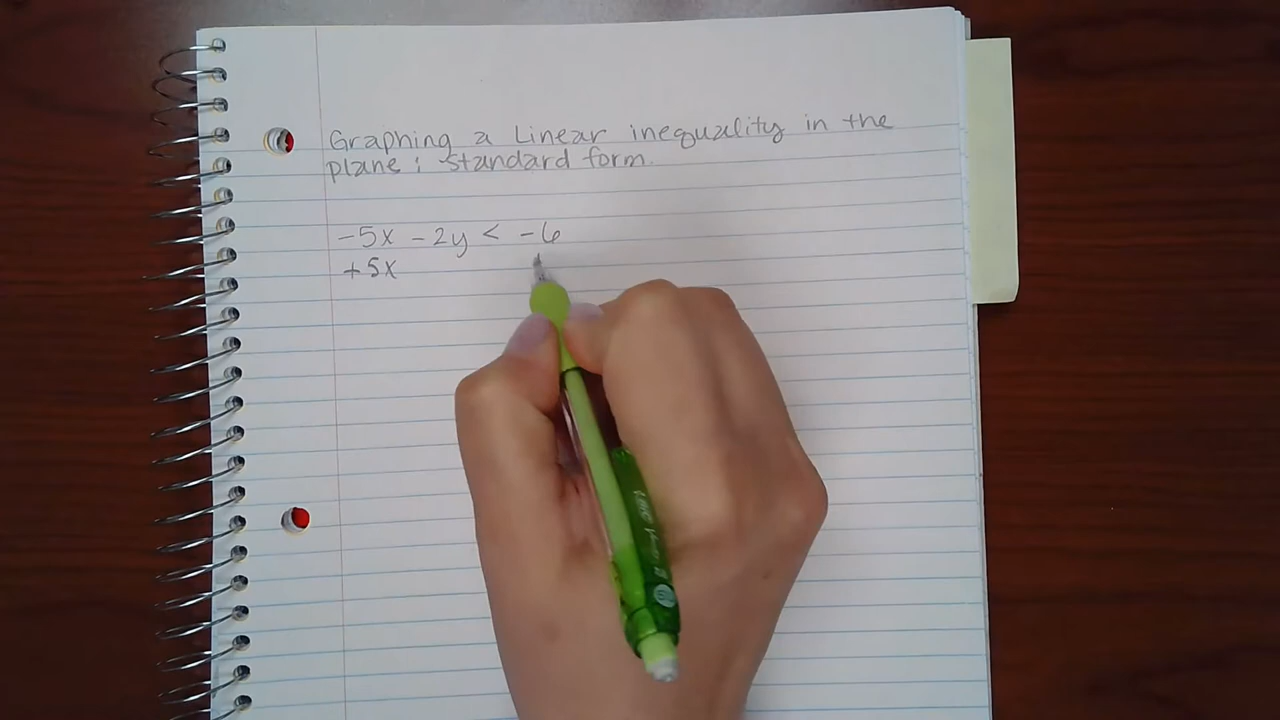 Graphing a Linear inequality in the
plane: standard form.
-5x - 2y < -6
+5x